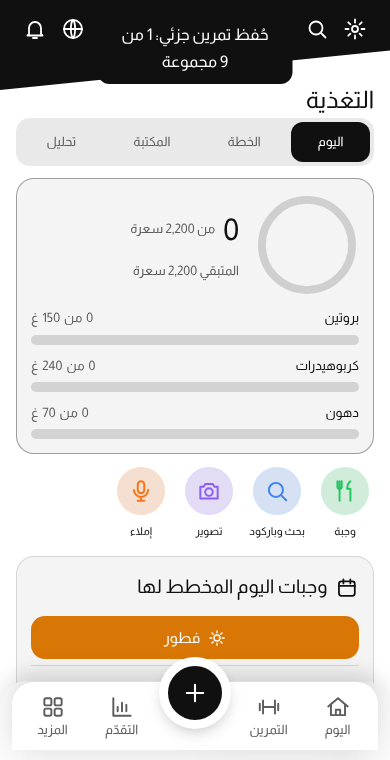 حُفظ تمرين جزئي: 1 من
9 مجموعة
التغذية
اليوم
الخطة
المكتبة
تحليل
0 من 2,200 سعرة
المتبقي 2,200 سعرة
بروتين
0 من 150 غ
كربوهيدرات
0 من 240 غ
دهون
0 من 70 غ
وجبة
بحث وباركود
تصوير
إملاء
وجبات اليوم المخطط لها
فطور
اليوم
التمرين
التقدّم
المزيد